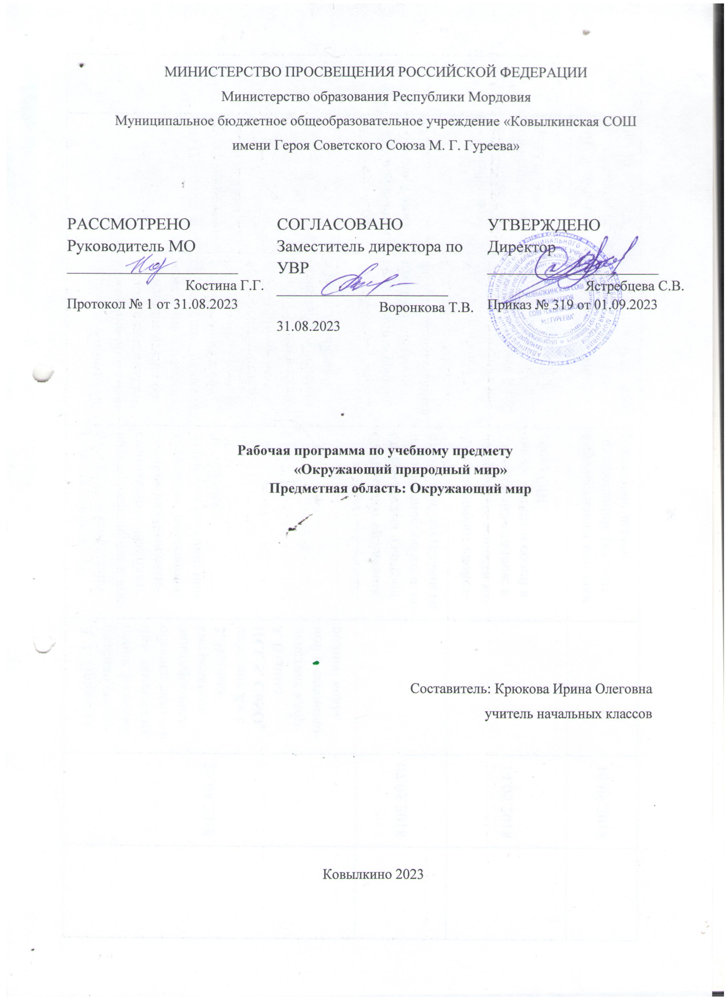 МИНИСТЕРСТВО ПРОСВЕЩЕНИЯ РОССИЙСКОЙ ФЕДЕРАЦИИ
Министерство образования Республики Мордовия
Муниципальное бюджетное общеобразовательное учреждение «Ковылкинская СОШ
имени Героя Советского Союза М. Г. Гуреева»
РАССМОТРЕНО
Руководитель МО
Костина Г.Г.
Протокол № 1 от 31.08.2023
СОГЛАСОВАНО
Заместитель директора по
УВР
Воронкова Т.В.
31.08.2023
УТВЕРЖДЕНО
Директор
Ястребцева С.В.
Приказ № 319 от 01.09.2023
КОВЫЛКИНСКАЯ СОШ
ИМЕНИ ГЕРОЯ
СОВЕТСКОГО СОЮЗА
М.Г.ГУРЕЕВА"
Рабочая программа по учебному предмету
«Окружающий природный мир»
Предметная область: Окружающий мир
Составитель: Крюкова Ирина Олеговна
учитель начальных классов
Ковылкино 2023